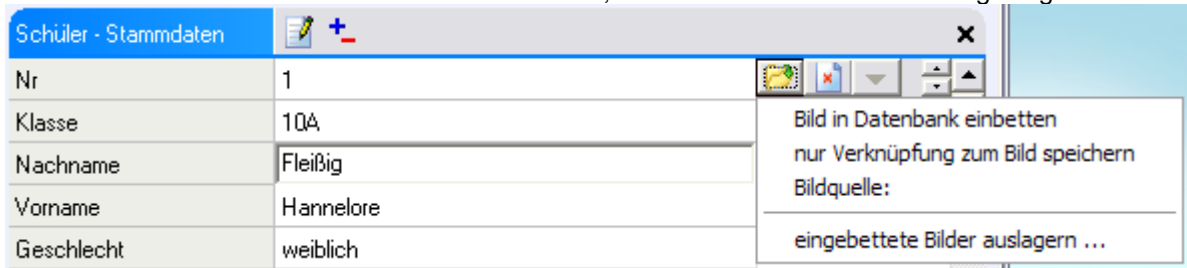 Schüler - Stammdaten
Nr 1
Klasse 10A
Nachname Fleißig
Vorname Hannelore
Geschlecht weiblich
Bild in Datenbank einbetten
nur Verknüpfung zum Bild speichern
Bildquelle:
eingebettete Bilder auslagern ...